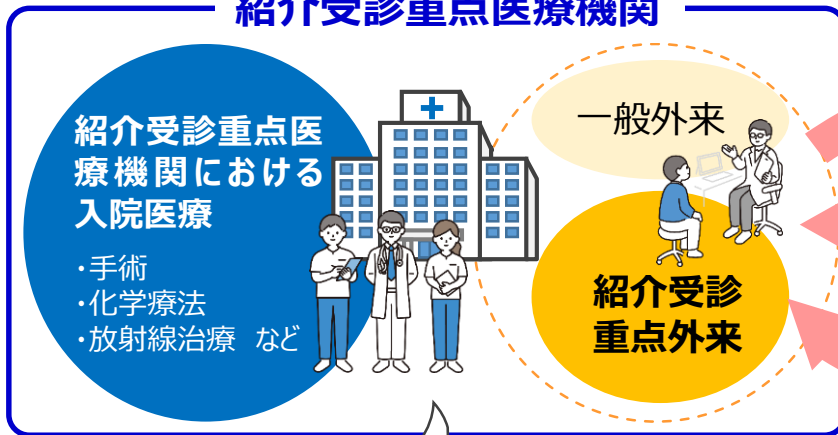 紹介受診重点医療機関
紹介受診重点医
療機関における
入院医療
・手術
・化学療法
・放射線治療 など
一般外来
紹介受診
重点外来